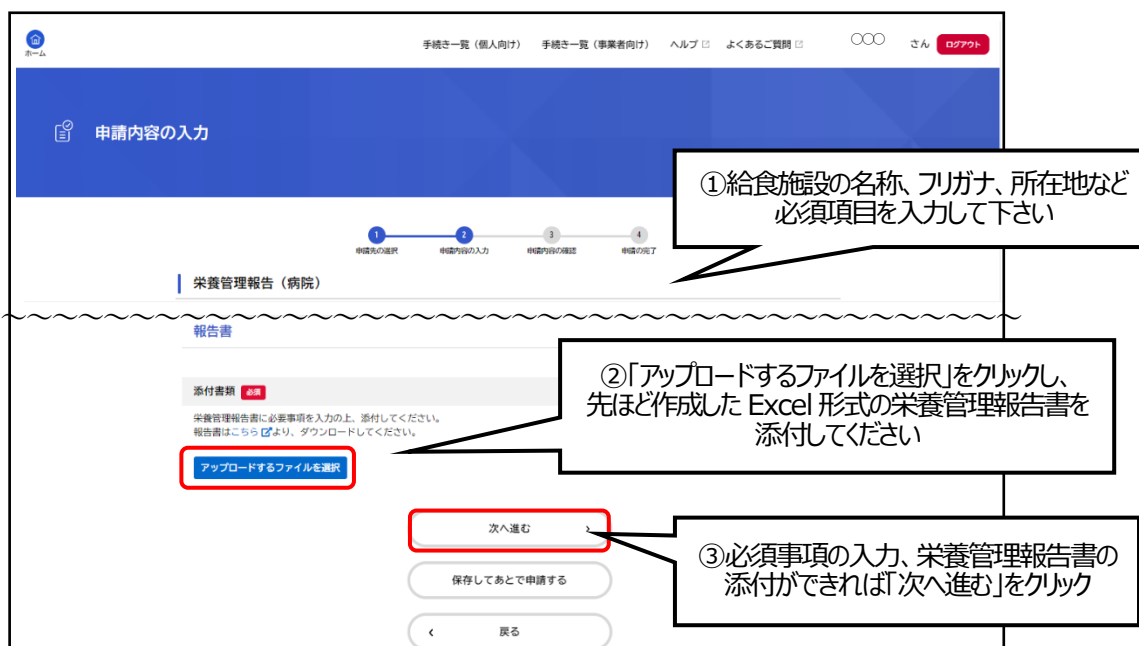 ホーム
手続き一覧（個人向け） 手続き一覧（事業者向け） ヘルプ よくあるご質問 〇〇〇 さん ログアウト
申請内容の入力
①給食施設の名称、フリガナ、所在地など
必須項目を入力して下さい
1 2 3 4
申請先の選択 申請内容の入力 申請内容の確認 申請の完了
栄養管理報告（病院）
報告書
②「アップロードするファイルを選択」をクリックし、
先ほど作成した Excel 形式の栄養管理報告書を
添付してください
添付書類 必須
栄養管理報告書に必要事項を入力の上、添付してください。
報告書はこちらより、ダウンロードしてください。
アップロードするファイルを選択
次へ進む
③必須事項の入力、栄養管理報告書の
添付ができれば「次へ進む」をクリック
保存してあとで申請する
戻る